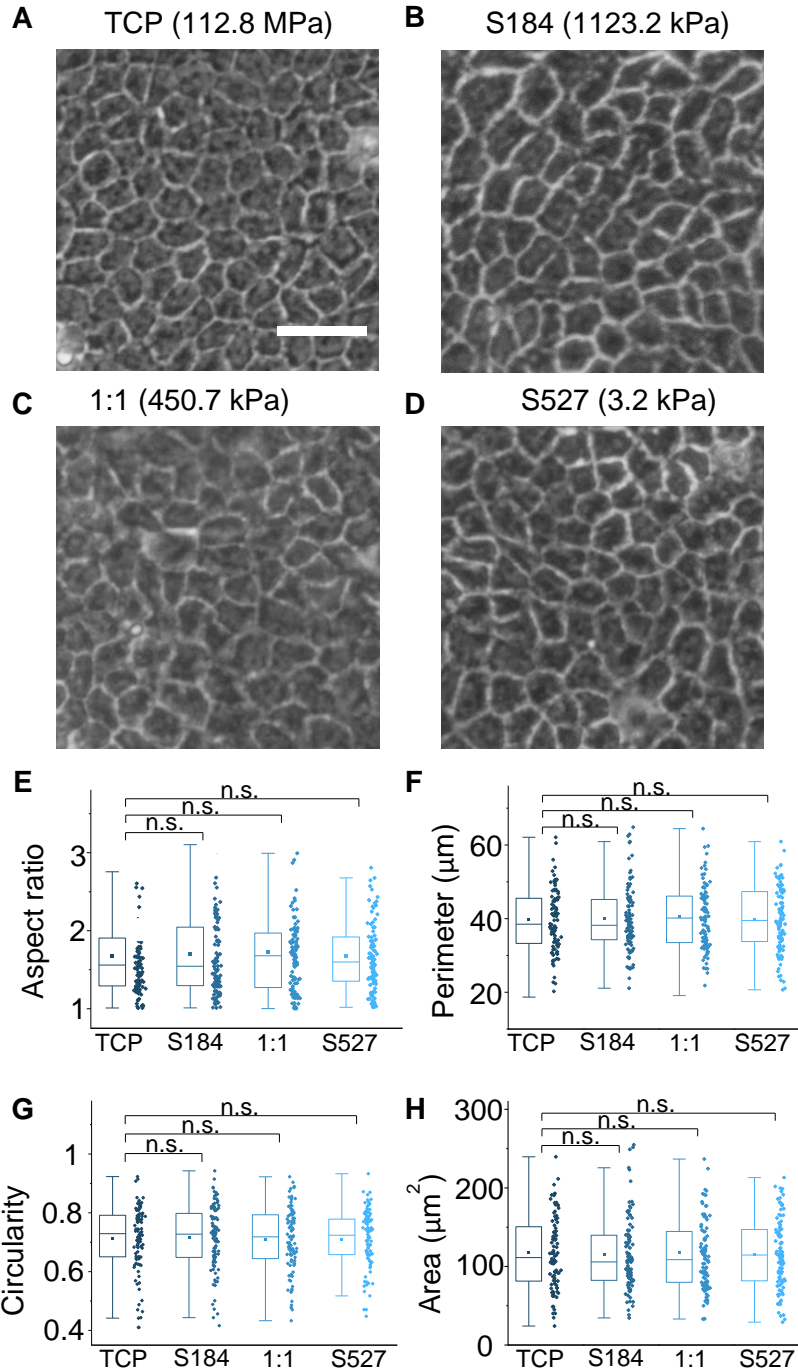 A TCP (112.8 MPa)
B S184 (1123.2 kPa)
C 1:1 (450.7 kPa)
D S527 (3.2 kPa)
E
n.s.
n.s.
n.s.
Aspect ratio
3
2
1
TCP S184 1:1 S527
F
n.s.
n.s.
n.s.
Perimeter (μm)
60
40
20
TCP S184 1:1 S527
G
n.s.
n.s.
n.s.
Circularity
1
0.8
0.6
0.4
TCP S184 1:1 S527
H
n.s.
n.s.
n.s.
Area (μm²)
300
200
100
0
TCP S184 1:1 S527